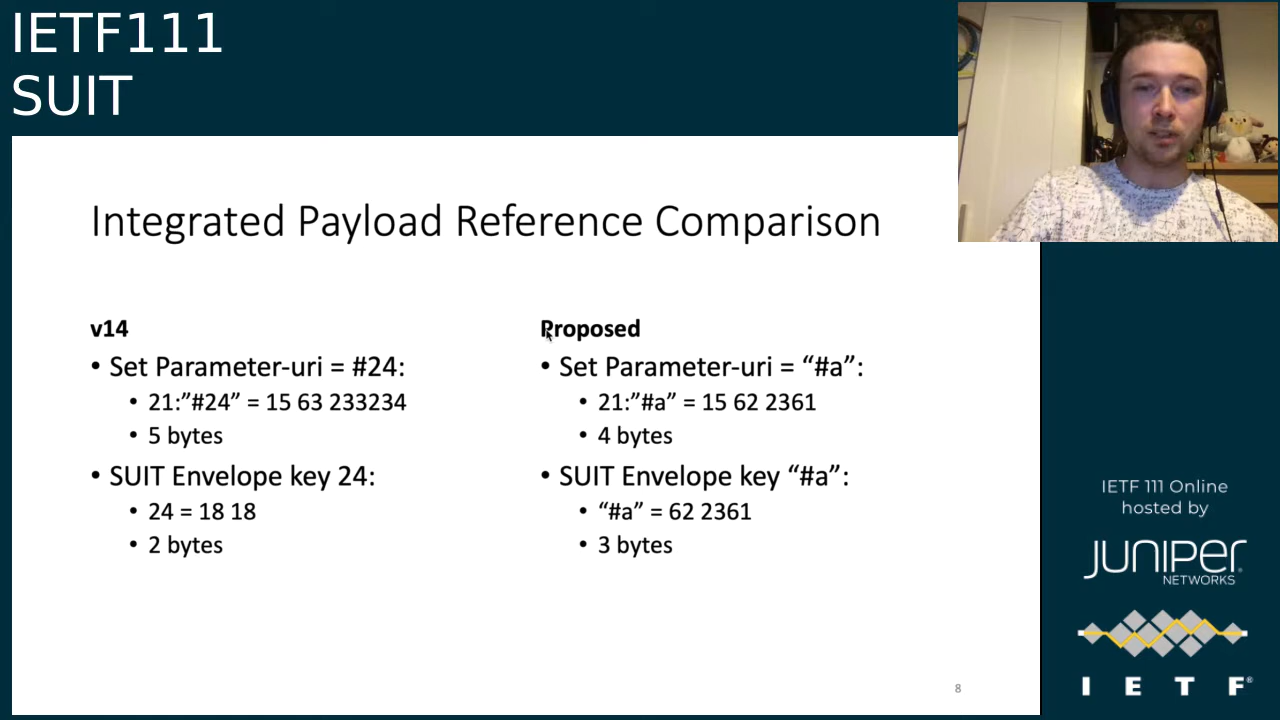 IETF111
SUIT
Integrated Payload Reference Comparison
v14
• Set Parameter-uri = #24:
• 21:”#24” = 15 63 233234
• 5 bytes
• SUIT Envelope key 24:
• 24 = 18 18
• 2 bytes
Proposed
• Set Parameter-uri = “#a”:
• 21:”#a” = 15 62 2361
• 4 bytes
• SUIT Envelope key “#a”:
• “#a” = 62 2361
• 3 bytes
8
IETF 111 Online
hosted by
JUNIPER
NETWORKS
I E T F®